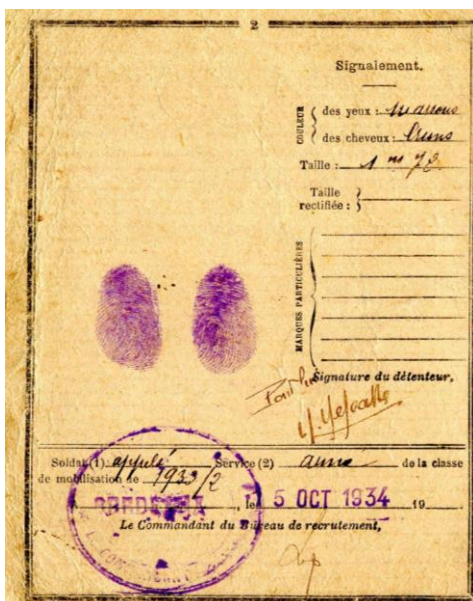 2
Signalement.
COULEUR
des yeux : Marrons
des cheveux : bruns
Taille : 1 m 78
Taille
rectifiée :
MARQUES PARTICULIÈRES
Signature du détenteur,
Soldat (1) appelé Service (2) armé de la classe
de mobilisation de 1933/2
, le 5 OCT 1934 19
Le Commandant du Bureau de recrutement,